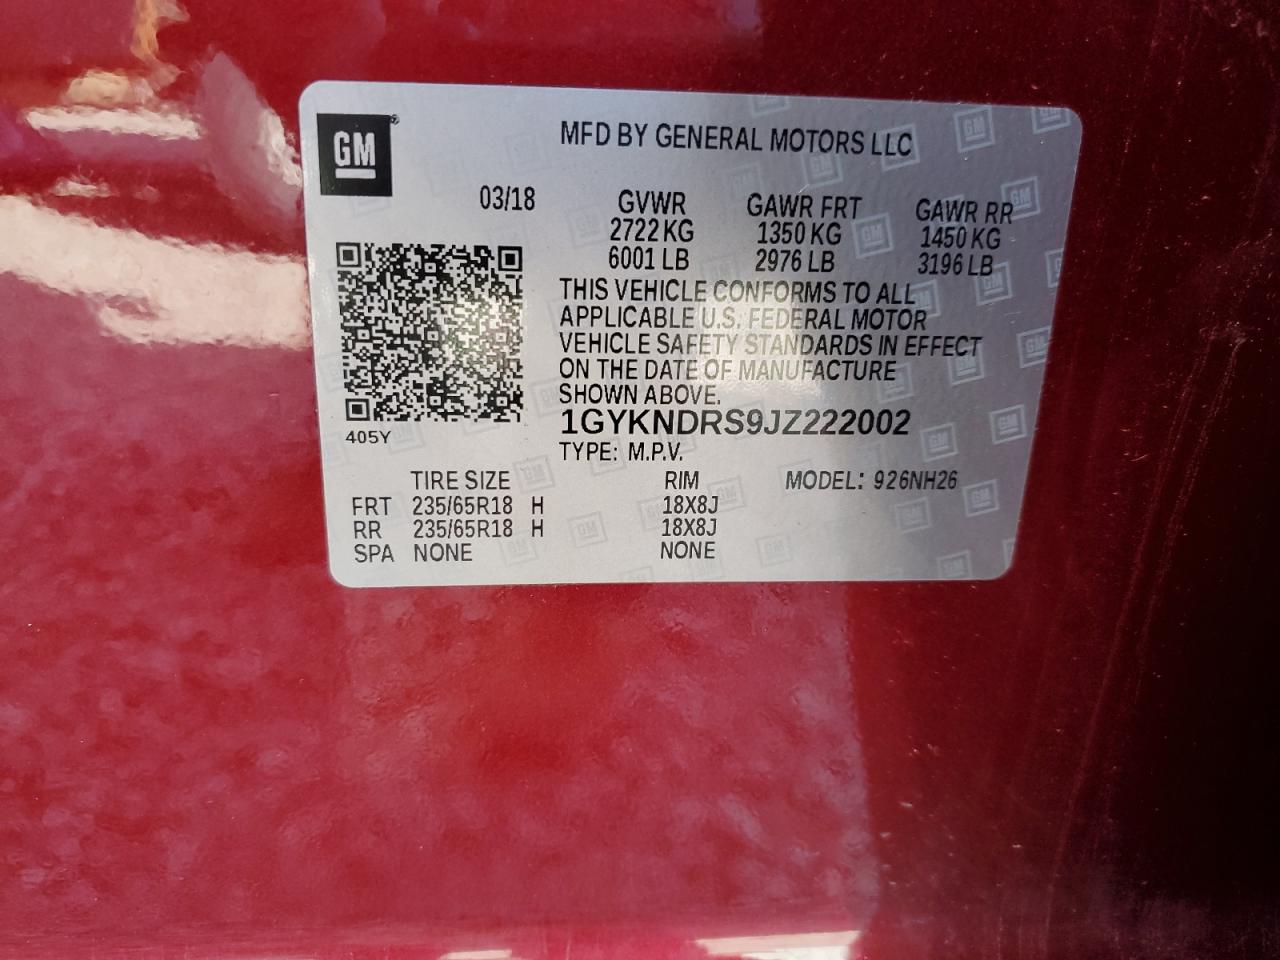 GM
MFD BY GENERAL MOTORS LLC
03/18 GVWR GAWR FRT GAWR RR
2722 KG 1350 KG 1450 KG
6001 LB 2976 LB 3196 LB
THIS VEHICLE CONFORMS TO ALL
APPLICABLE U.S. FEDERAL MOTOR
VEHICLE SAFETY STANDARDS IN EFFECT
ON THE DATE OF MANUFACTURE
SHOWN ABOVE.
1GYKNDRS9JZ222002
405Y
TYPE: M.P.V.
TIRE SIZE RIM MODEL: 926NH26
FRT 235/65R18 H 18X8J
RR 235/65R18 H 18X8J
SPA NONE NONE